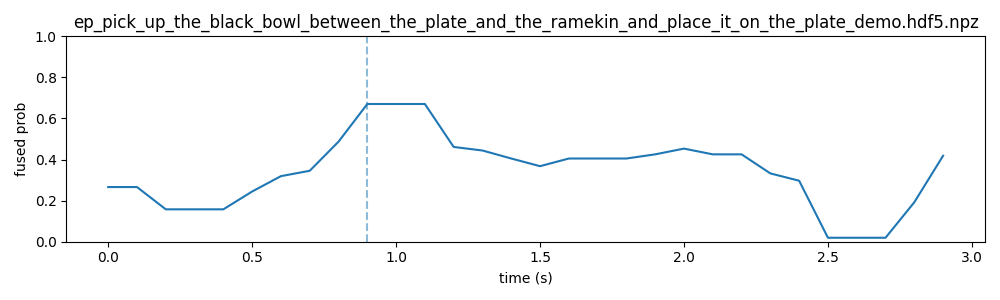 ep_pick_up_the_black_bowl_between_the_plate_and_the_ramekin_and_place_it_on_the_plate_demo.hdf5.npz
1.0
0.8
0.6
0.4
0.2
0.0
fused prob
0.0 0.5 1.0 1.5 2.0 2.5 3.0
time (s)